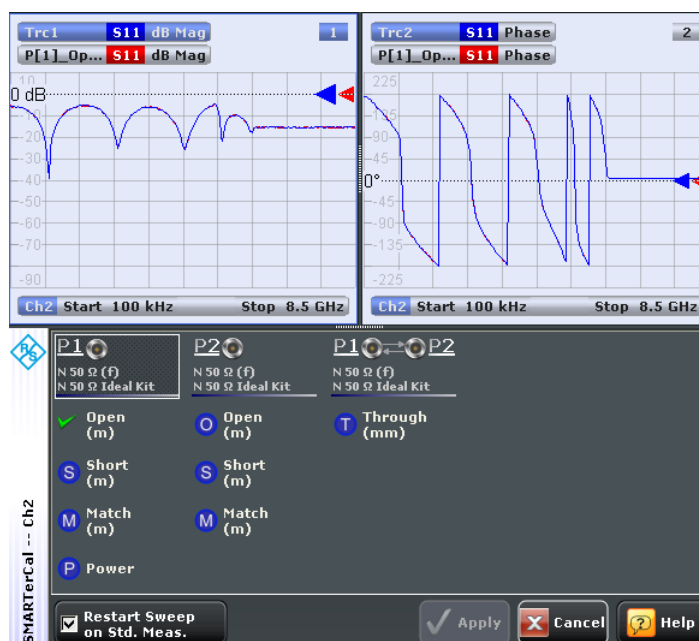 Trc1 S11 dB Mag 1
P[1]_Op... S11 dB Mag
10
0 dB
-10
-20
-30
-40
-50
-60
-70
-90
Ch2 Start 100 kHz Stop 8.5 GHz
Trc2 S11 Phase 2
P[1]_Op... S11 Phase
225
-135
-90
-45
0°
-45
-90
-135
-225
Ch2 Start 100 kHz Stop 8.5 GHz
R&S
SMARTerCal -- Ch2
P1
N 50 Ω (f)
N 50 Ω Ideal Kit
Open
(m)
S Short
(m)
M Match
(m)
P Power
P2
N 50 Ω (f)
N 50 Ω Ideal Kit
O Open
(m)
S Short
(m)
M Match
(m)
P1 P2
N 50 Ω (f)
N 50 Ω Ideal Kit
T Through
(mm)
Restart Sweep
on Std. Meas.
Apply
X Cancel
? Help